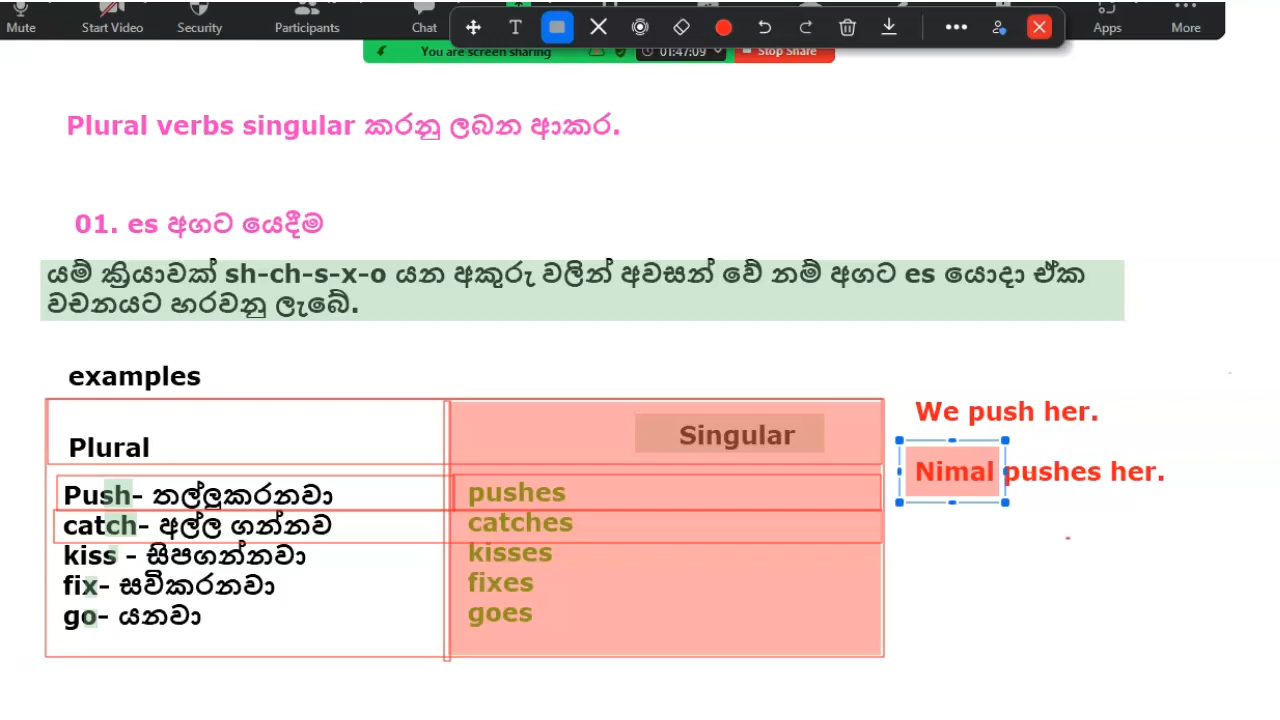 Mute Start Video Security Participants Chat Apps More
You are screen sharing 01:47:09 Stop Share
Plural verbs singular කරනු ලබන ආකර.
01. es අගට යෙදීම
යම් ක්‍රියාවක් sh-ch-s-x-o යන අකුරු වලින් අවසන් වේ නම් අගට es යොදා ඒක
වචනයට හරවනු ලැබේ.
examples
Plural
Singular
Push- තල්ලුකරනවා
pushes
catch- අල්ල ගන්නව
catches
kiss - සිපගන්නවා
kisses
fix- සවිකරනවා
fixes
go- යනවා
goes
We push her.
Nimal pushes her.